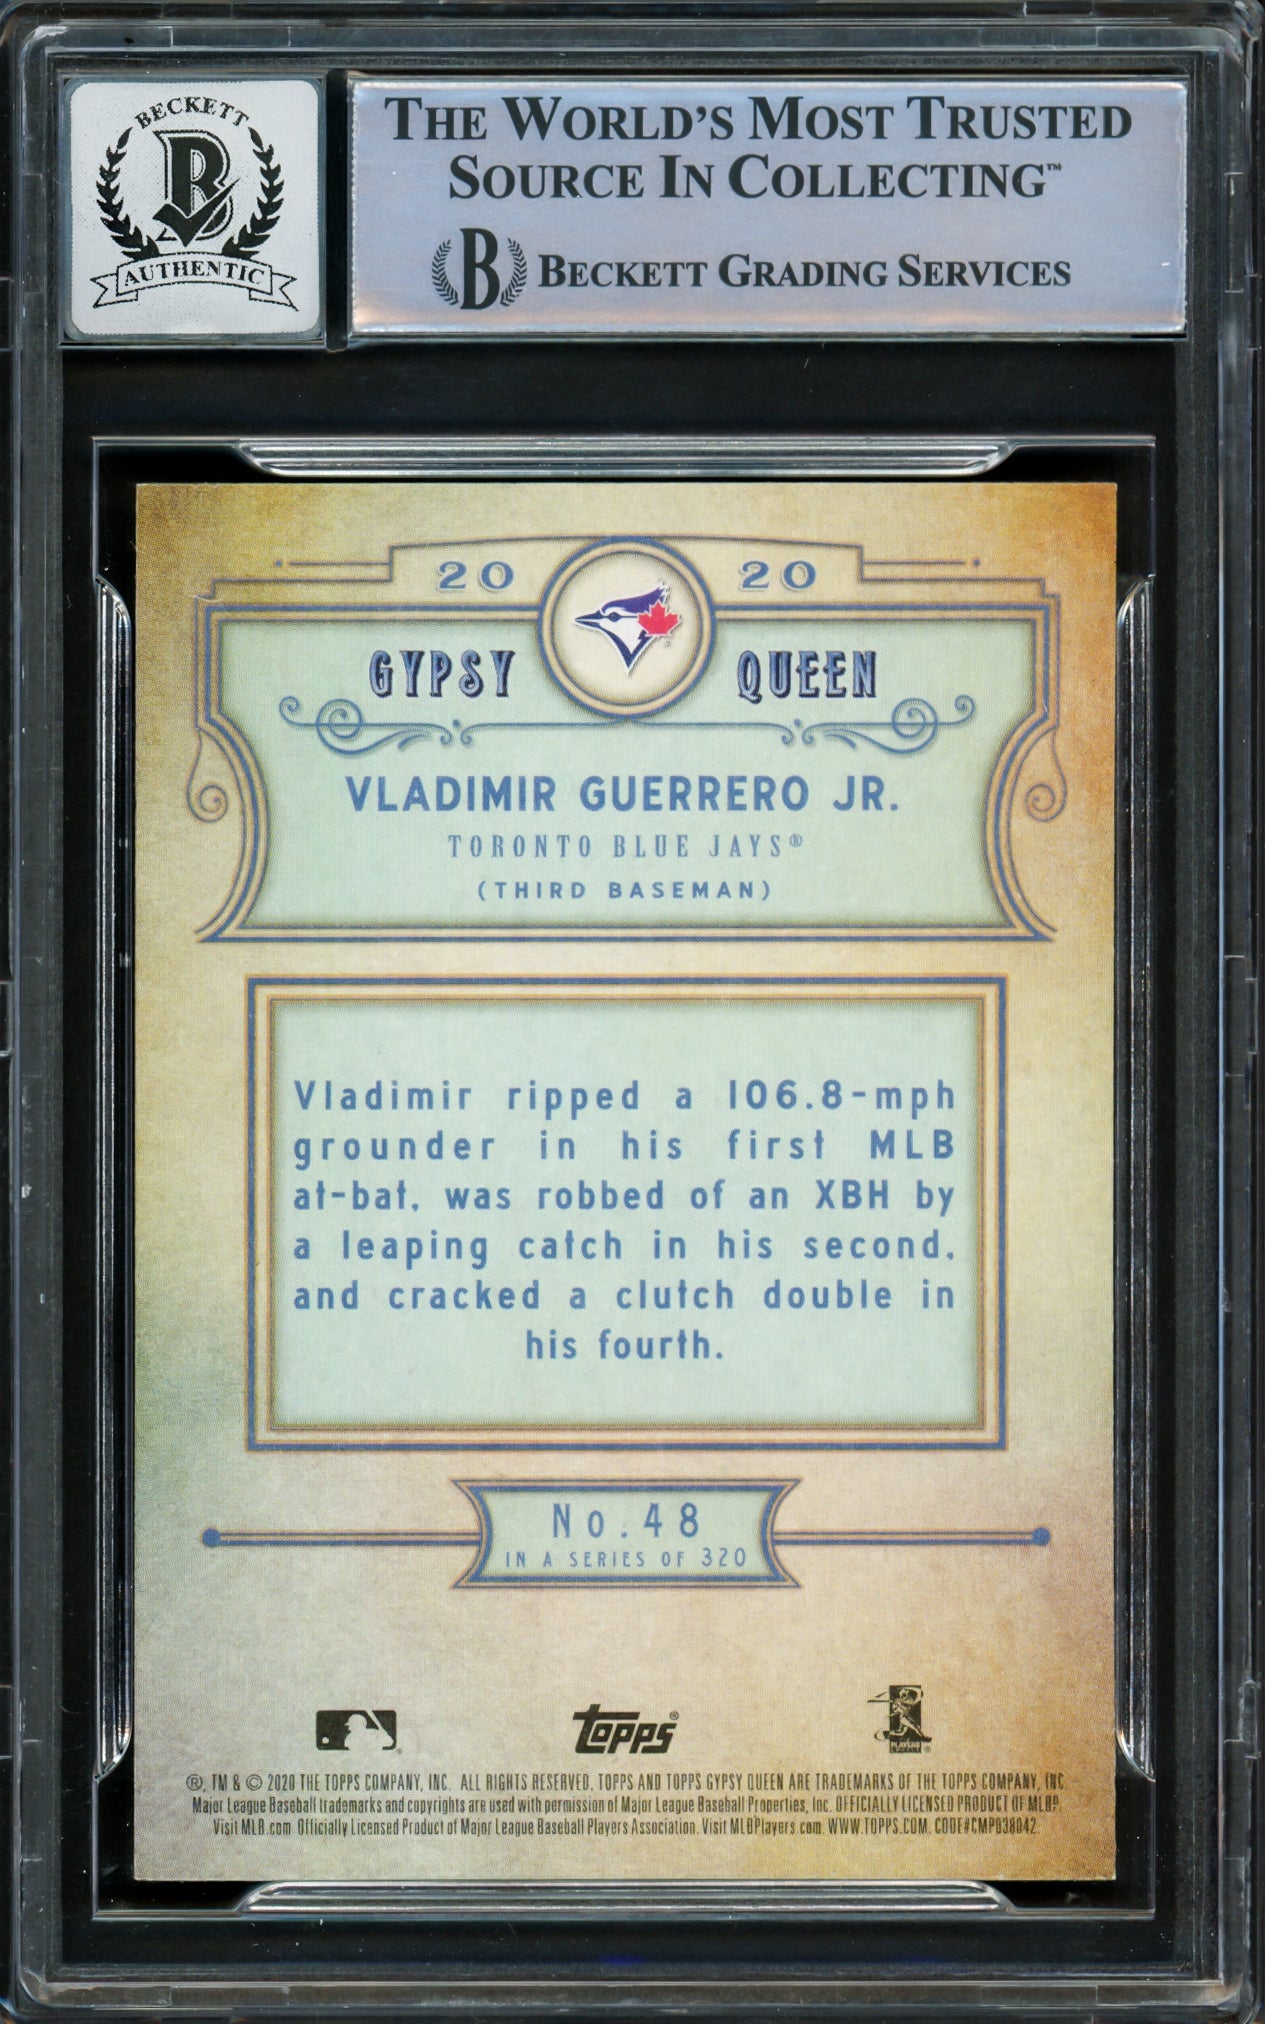 BECKETT
AUTHENTIC
THE WORLD'S MOST TRUSTED
SOURCE IN COLLECTING™
B BECKETT GRADING SERVICES
20 20
GYPSY QUEEN
VLADIMIR GUERRERO JR.
TORONTO BLUE JAYS®
(THIRD BASEMAN)
Vladimir ripped a 106.8-mph
grounder in his first MLB
at-bat, was robbed of an XBH by
a leaping catch in his second,
and cracked a clutch double in
his fourth.
No. 48
IN A SERIES OF 320
topps®
PLAYERS
®, TM & © 2020 THE TOPPS COMPANY, INC. ALL RIGHTS RESERVED. TOPPS AND TOPPS GYPSY QUEEN ARE TRADEMARKS OF THE TOPPS COMPANY, INC.
Major League Baseball trademarks and copyrights are used with permission of Major League Baseball Properties, Inc. OFFICIALLY LICENSED PRODUCT OF MLBP.
Visit MLB.com Officially Licensed Product of Major League Baseball Players Association. Visit MLBPlayers.com. WWW.TOPPS.COM. CODE#CMP038042